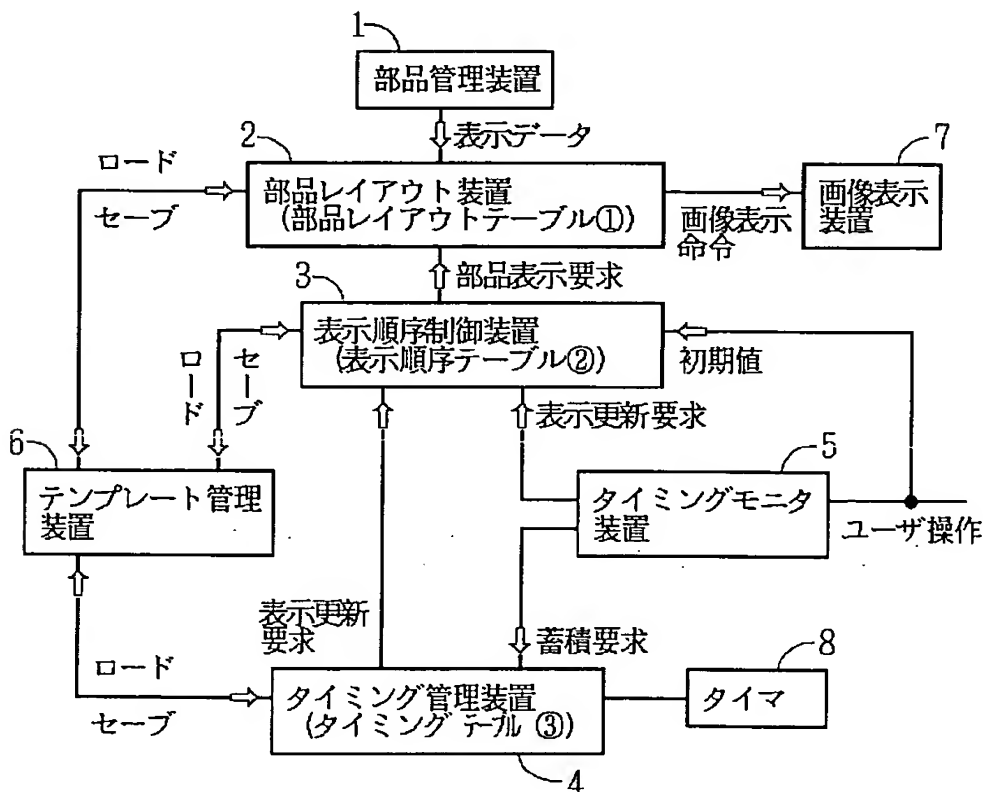 1
部品管理装置
表示データ
2
ロード
セーブ
部品レイアウト装置
(部品レイアウトテーブル①)
画像表示
命令
7
画像表示
装置
部品表示要求
3
表示順序制御装置
(表示順序テーブル②)
初期値
ロード
セーブ
表示更新要求
6
テンプレート管理
装置
5
タイミングモニタ
装置
ユーザ操作
表示更新
要求
蓄積要求
ロード
セーブ
タイミング管理装置
(タイミング テーブル ③)
4
8
タイマ